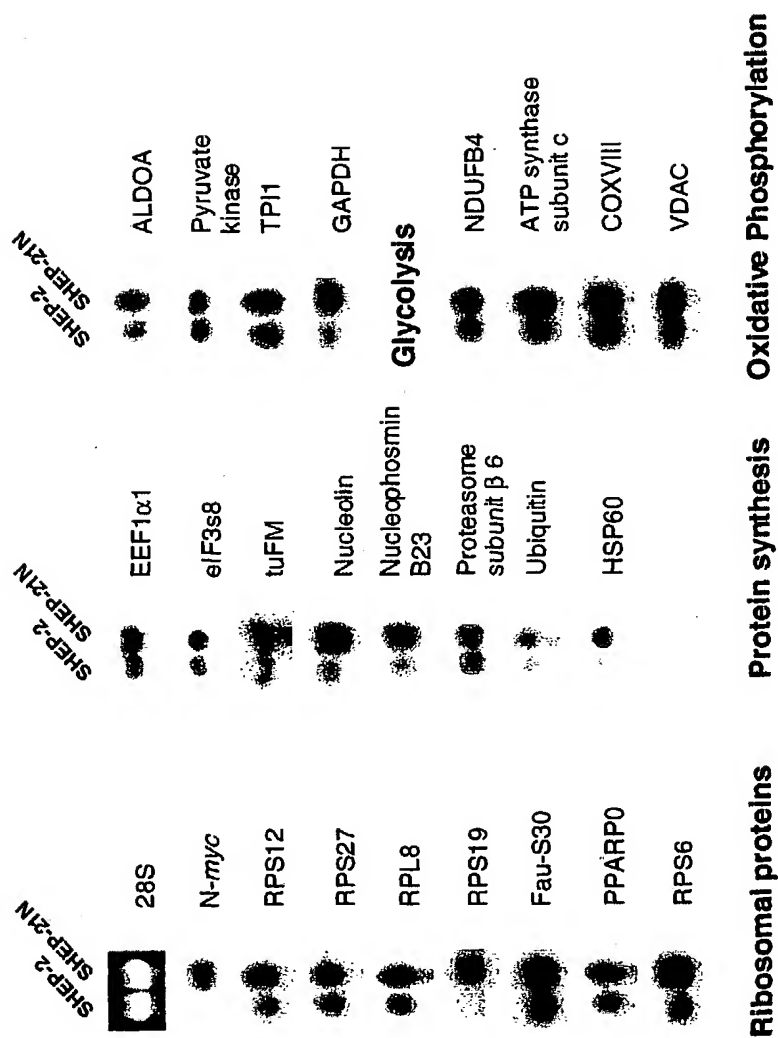 SHEP-2
SHEP-21N
28S
N-myc
RPS12
RPS27
RPL8
RPS19
Fau-S30
PPARP0
RPS6
Ribosomal proteins
SHEP-2
SHEP-21N
EEF1α1
eIF3s8
tuFM
Nucleolin
Nucleophosmin
B23
Proteasome
subunit β 6
Ubiquitin
HSP60
Protein synthesis
SHEP-2
SHEP-21N
ALDOA
Pyruvate
kinase
TPI1
GAPDH
Glycolysis
NDUFB4
ATP synthase
subunit c
COXVIII
VDAC
Oxidative Phosphorylation